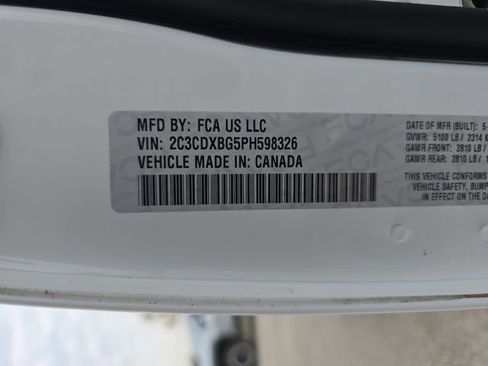 MFD BY: FCA US LLC
VIN: 2C3CDXBG5PH598326
VEHICLE MADE IN: CANADA
DATE OF MFR (BUILT): 5-
GVWR: 5100 LB / 2314 K
GAWR FRONT: 2810 LB /
GAWR REAR: 2810 LB / 1
THIS VEHICLE CONFORMS
VEHICLE SAFETY, BUMP
IN EFFECT ON THE DA